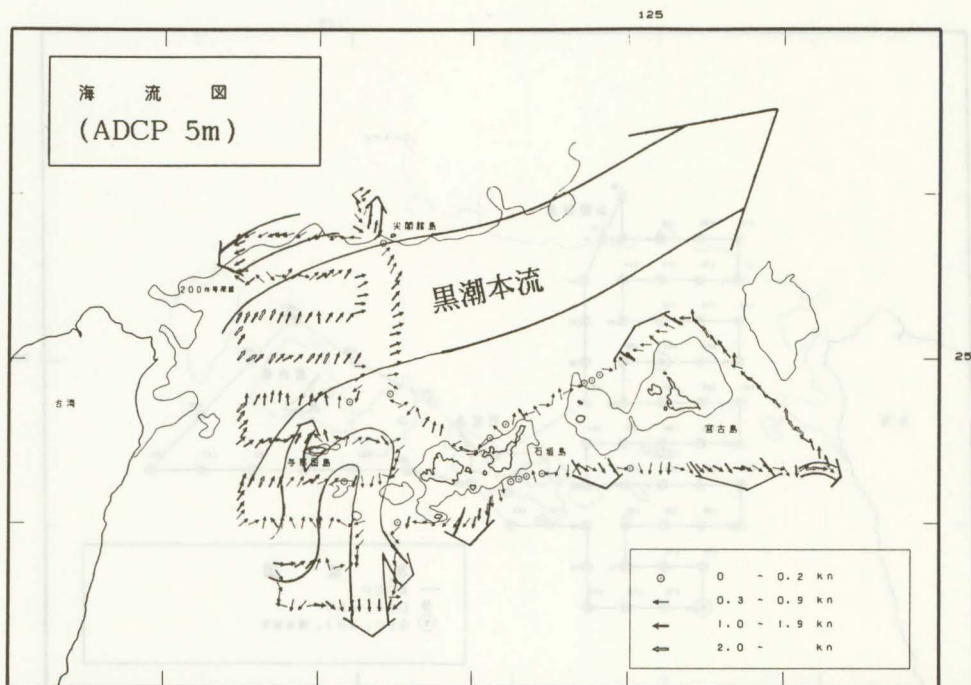 125
海流図
(ADCP 5m)
尖閣諸島
200m等深線
黒潮本流
25
台湾
宮古島
石垣島
与那国島
0 ~ 0.2 kn
0.3 ~ 0.9 kn
1.0 ~ 1.9 kn
2.0 ~ kn